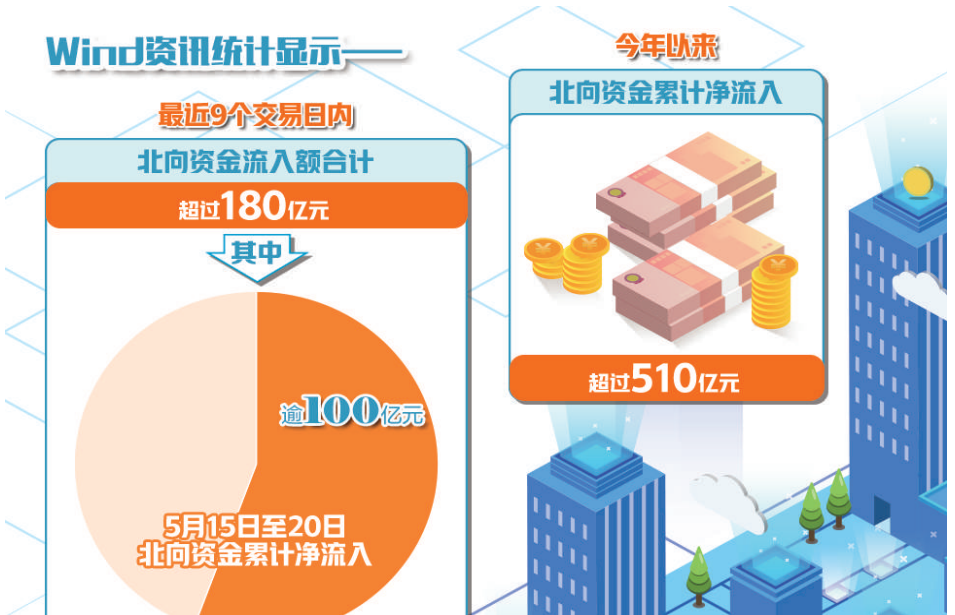 Wind资讯统计显示——
最近9个交易日内
北向资金流入额合计
超过180亿元
其中
逾100亿元
5月15日至20日
北向资金累计净流入
今年以来
北向资金累计净流入
超过510亿元